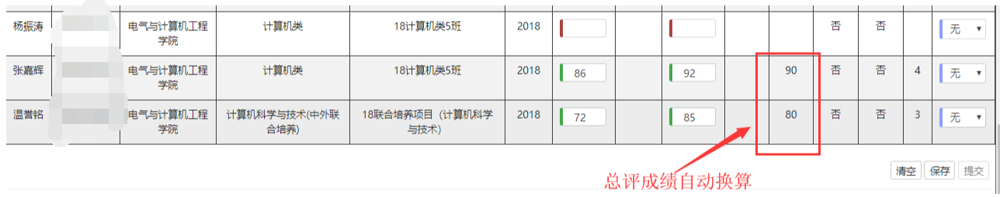 杨振涛 电气与计算机工程 计算机类 18计算机类5班 2018 否 否 无
学院
张嘉辉 电气与计算机工程 计算机类 18计算机类5班 2018 86 92 90 否 否 4 无
学院
温誉铭 电气与计算机工程 计算机科学与技术(中外联 18联合培养项目（计算机科学 2018 72 85 80 否 否 3 无
学院 合培养) 与技术）
清空 保存 提交
总评成绩自动换算